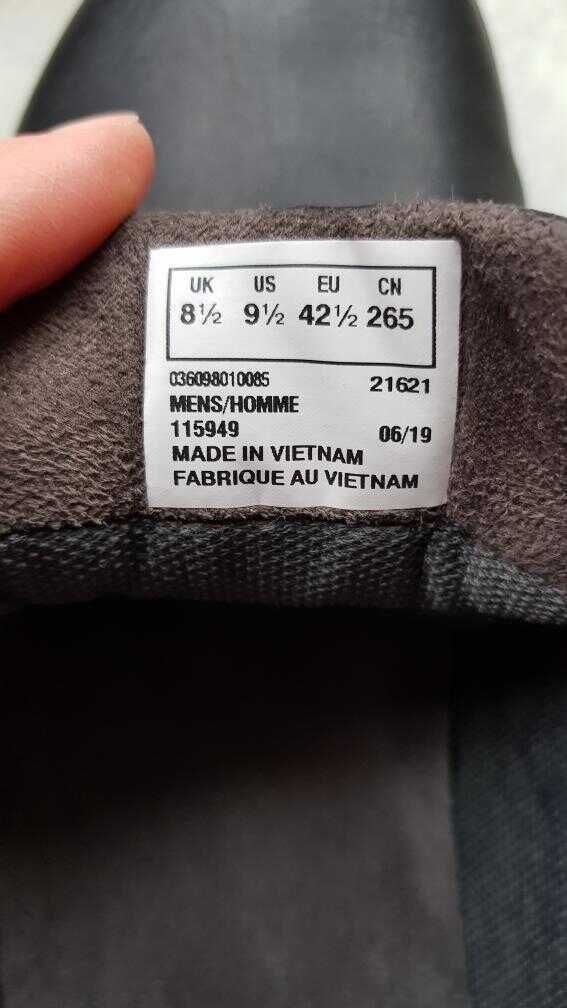 UK US EU CN
8½ 9½ 42½ 265
036098010085 21621
MENS/HOMME
115949 06/19
MADE IN VIETNAM
FABRIQUE AU VIETNAM